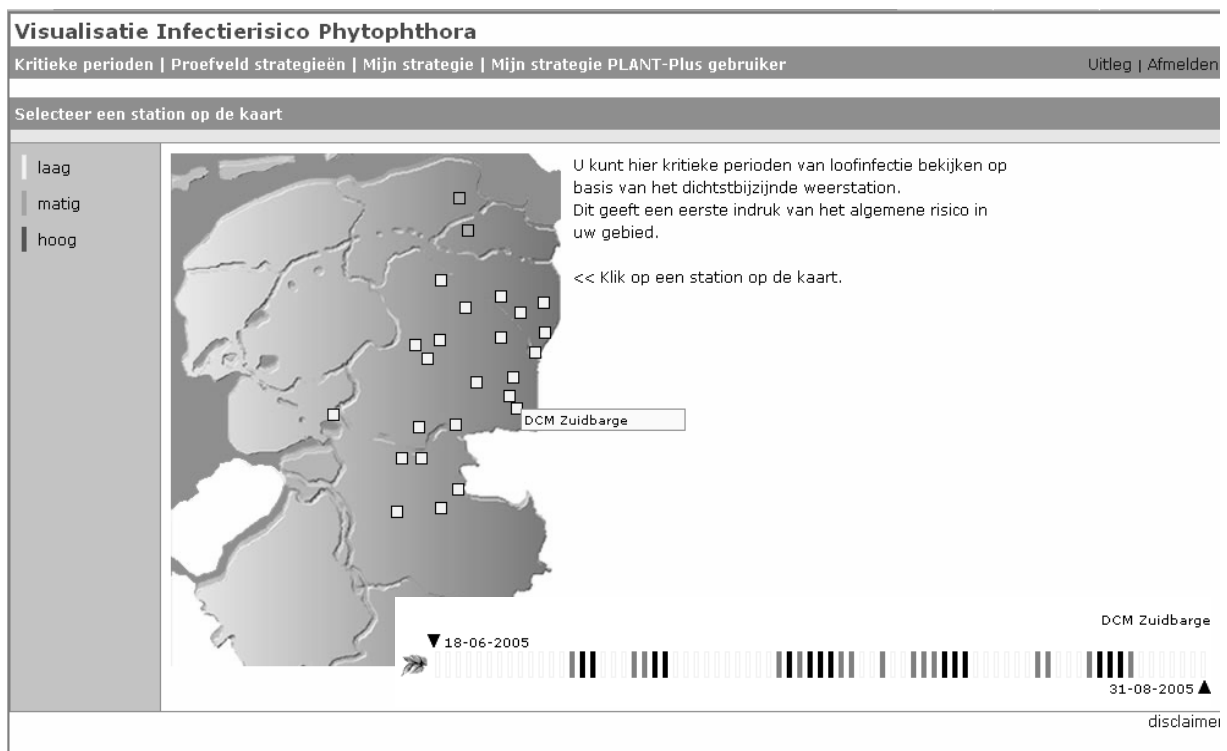 Visualisatie Infectierisico Phytophthora
Kritieke perioden | Proefveld strategieën | Mijn strategie | Mijn strategie PLANT-Plus gebruiker
Uitleg | Afmelden
Selecteer een station op de kaart
laag
matig
hoog
U kunt hier kritieke perioden van loofinfectie bekijken op
basis van het dichtstbijzijnde weerstation.
Dit geeft een eerste indruk van het algemene risico in
uw gebied.
<< Klik op een station op de kaart.
DCM Zuidbarge
DCM Zuidbarge
18-06-2005
31-08-2005
disclaimer